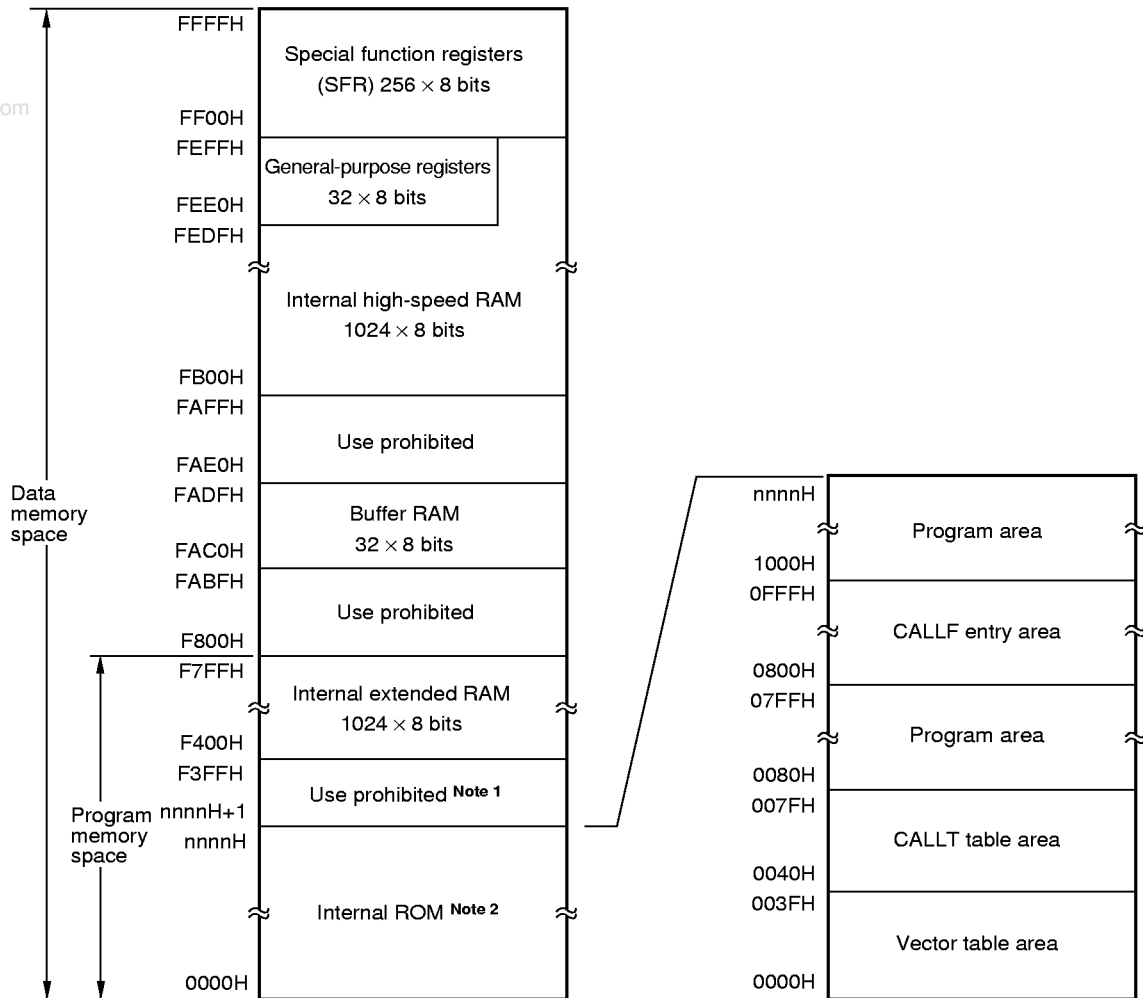 FFFFH
Special function registers
(SFR) 256 × 8 bits
om
FF00H
FEFFH
General-purpose registers
32 × 8 bits
FEE0H
FEDFH
Internal high-speed RAM
1024 × 8 bits
FB00H
FAFFH
Use prohibited
FAE0H
Data
memory
space
FADFH
Buffer RAM
32 × 8 bits
FAC0H
FABFH
Use prohibited
F800H
F7FFH
Internal extended RAM
1024 × 8 bits
F400H
F3FFH
Use prohibited Note 1
nnnnH+1
Program
memory
space
nnnnH
Internal ROM Note 2
0000H
nnnnH
Program area
1000H
0FFFH
CALLF entry area
0800H
07FFH
Program area
0080H
007FH
CALLT table area
0040H
003FH
Vector table area
0000H